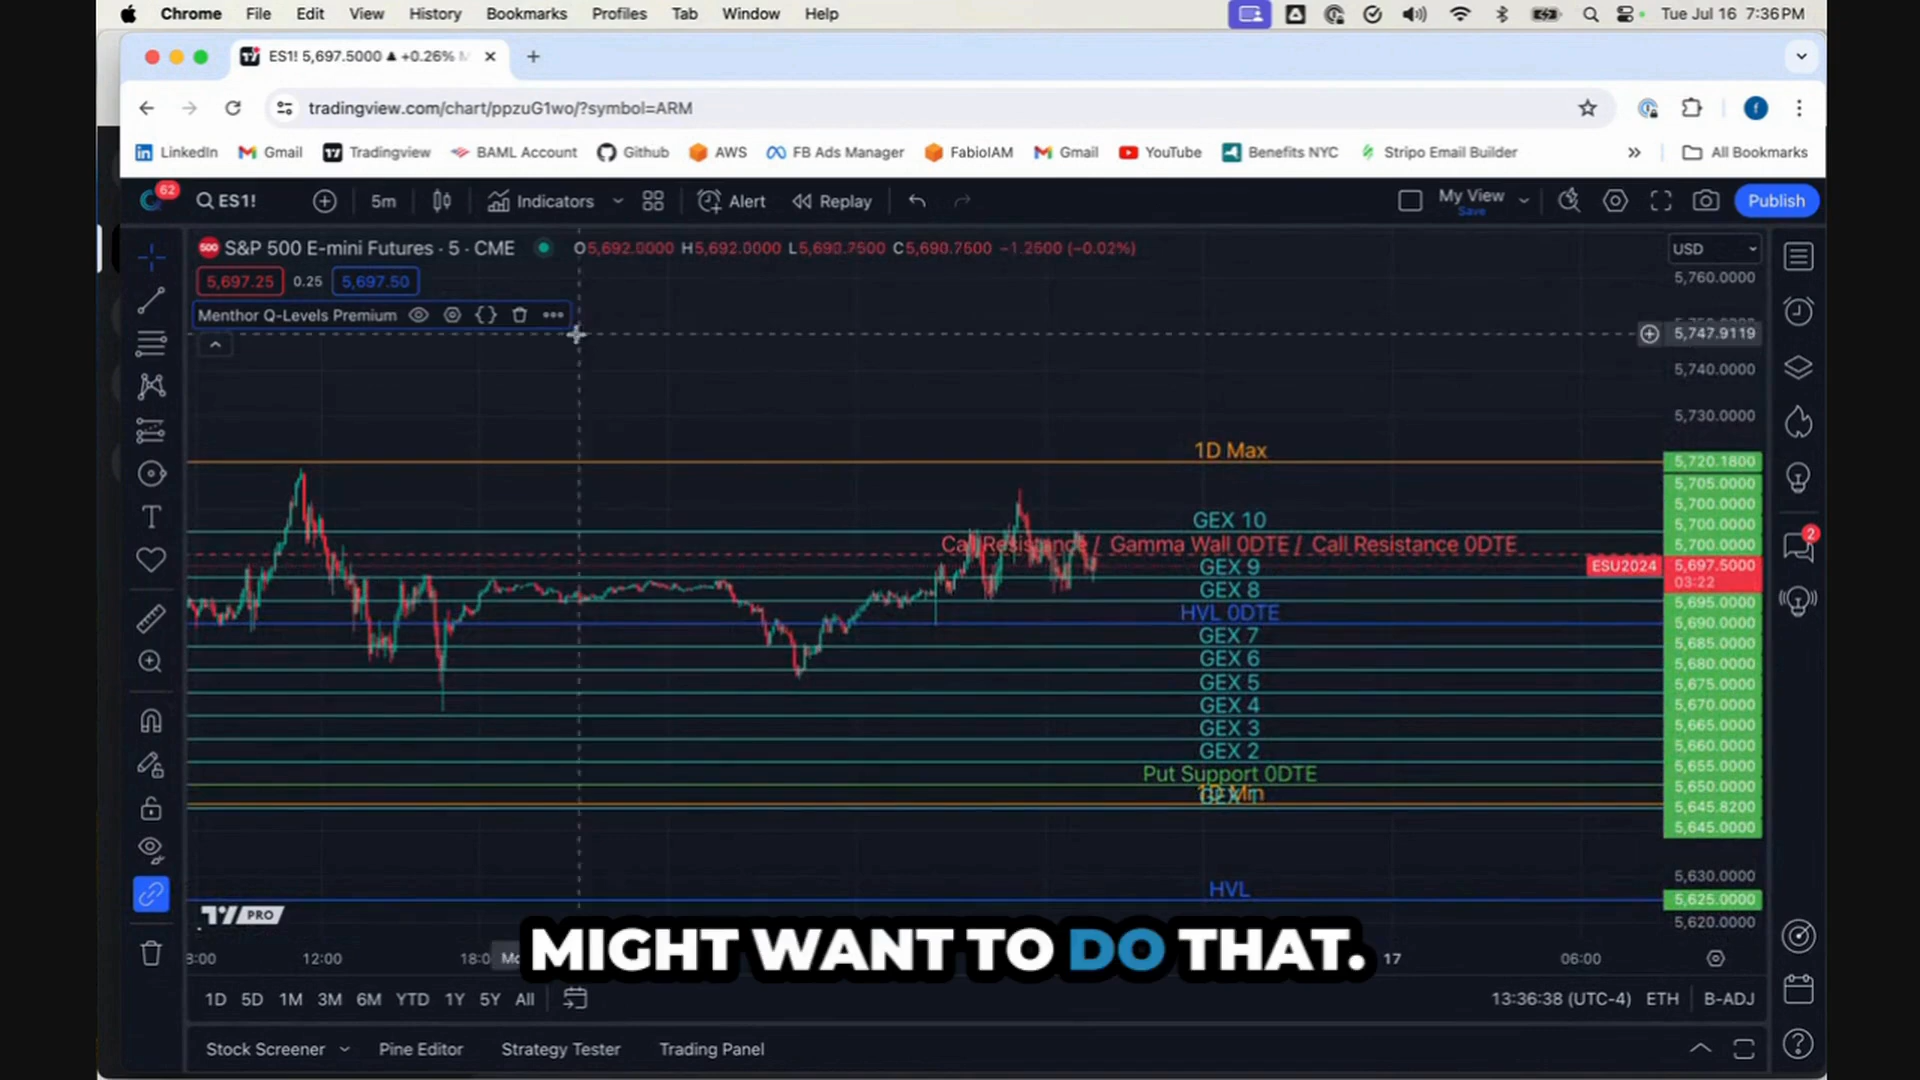 Chrome File Edit View History Bookmarks Profiles Tab Window Help Tue Jul 16 7:36 PM
ES1! 5,697.5000 ▲ +0.26%
tradingview.com/chart/ppzuG1wo/?symbol=ARM
LinkedIn Gmail Tradingview BAML Account Github AWS FB Ads Manager FabioIAM Gmail YouTube Benefits NYC Stripo Email Builder » All Bookmarks
62
ES1! 5m Indicators Alert Replay My View Publish
Save
500 S&P 500 E-mini Futures · 5 · CME O5,692.0000 H5,692.0000 L5,690.7500 C5,690.7500 −1.2500 (−0.02%) USD
5,760.0000
5,697.25 0.25 5,697.50
Menthor Q-Levels Premium
5,747.9119
5,740.0000
5,730.0000
1D Max
5,720.1800
5,705.0000
5,700.0000
GEX 10
5,700.0000
Call Resistance / Gamma Wall 0DTE / Call Resistance 0DTE
5,700.0000
GEX 9
ESU2024 5,697.5000
03:22
GEX 8
5,695.0000
HVL 0DTE
5,690.0000
GEX 7
5,685.0000
GEX 6
5,680.0000
GEX 5
5,675.0000
GEX 4
5,670.0000
GEX 3
5,665.0000
GEX 2
5,660.0000
Put Support 0DTE
5,655.0000
5,650.0000
1D Min
GEX 1
5,645.8200
5,645.0000
5,630.0000
HVL
5,625.0000
PRO
5,620.0000
MIGHT WANT TO DO THAT.
12:00 17 06:00
1D 5D 1M 3M 6M YTD 1Y 5Y All 13:36:38 (UTC-4) ETH B-ADJ
Stock Screener Pine Editor Strategy Tester Trading Panel
2